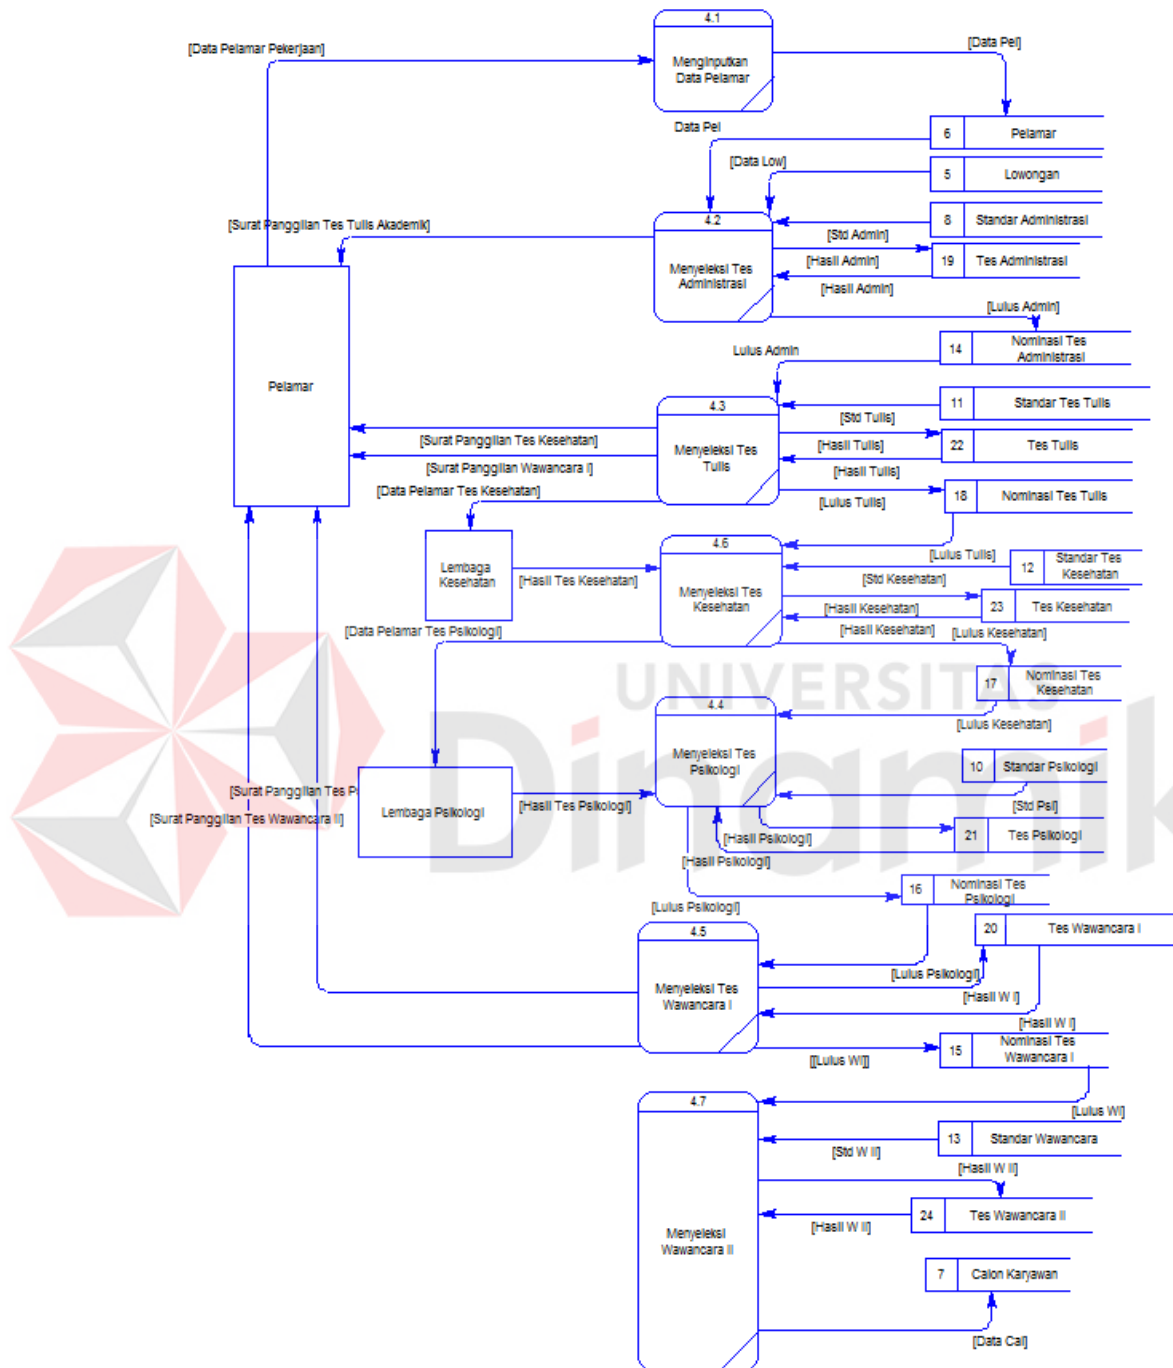 4.1
[Data Pelamar Pekerjaan]
[Data Pel]
Menginputkan
Data Pelamar
Data Pel
6
Pelamar
[Data Low]
5
Lowongan
[Surat Panggilan Tes Tulis Akademik]
4.2
8
Standar Administrasi
[Std Admin]
Menyeleksi Tes
Administrasi
[Hasil Admin]
19
Tes Administrasi
[Hasil Admin]
[Lulus Admin]
Lulus Admin
14
Nominasi Tes
Administrasi
Pelamar
4.3
11
Standar Tes Tulis
[Std Tulis]
[Surat Panggilan Tes Kesehatan]
Menyeleksi Tes
Tulis
[Hasil Tulis]
22
Tes Tulis
[Surat Panggilan Wawancara I]
[Hasil Tulis]
[Data Pelamar Tes Kesehatan]
[Lulus Tulis]
18
Nominasi Tes Tulis
4.6
[Lulus Tulis]
Lembaga
Kesehatan
[Hasil Tes Kesehatan]
12
Standar Tes
Kesehatan
[Std Kesehatan]
Menyeleksi Tes
Kesehatan
[Hasil Kesehatan]
23
Tes Kesehatan
[Data Pelamar Tes Psikologi]
[Hasil Kesehatan]
[Lulus Kesehatan]
17
Nominasi Tes
Kesehatan
UNIVERSITAS
Dinamik
4.4
[Lulus Kesehatan]
Menyeleksi Tes
Psikologi
10
Standar Psikologi
[Surat Panggilan Tes P
Lembaga Psikologi
[Hasil Tes Psikologi]
[Std Psi]
[Surat Panggilan Tes Wawancara II]
[Hasil Psikologi]
21
Tes Psikologi
[Hasil Psikologi]
16
Nominasi Tes
Psikologi
[Lulus Psikologi]
4.5
20
Tes Wawancara I
[Lulus Psikologi]
Menyeleksi Tes
Wawancara I
[Hasil W I]
[Hasil W I]
[[Lulus WI]]
15
Nominasi Tes
Wawancara I
4.7
[Lulus WI]
13
Standar Wawancara
[Std W II]
[Hasil W II]
24
Tes Wawancara II
[Hasil W II]
Menyeleksi
Wawancara II
7
Calon Karyawan
[Data Cal]